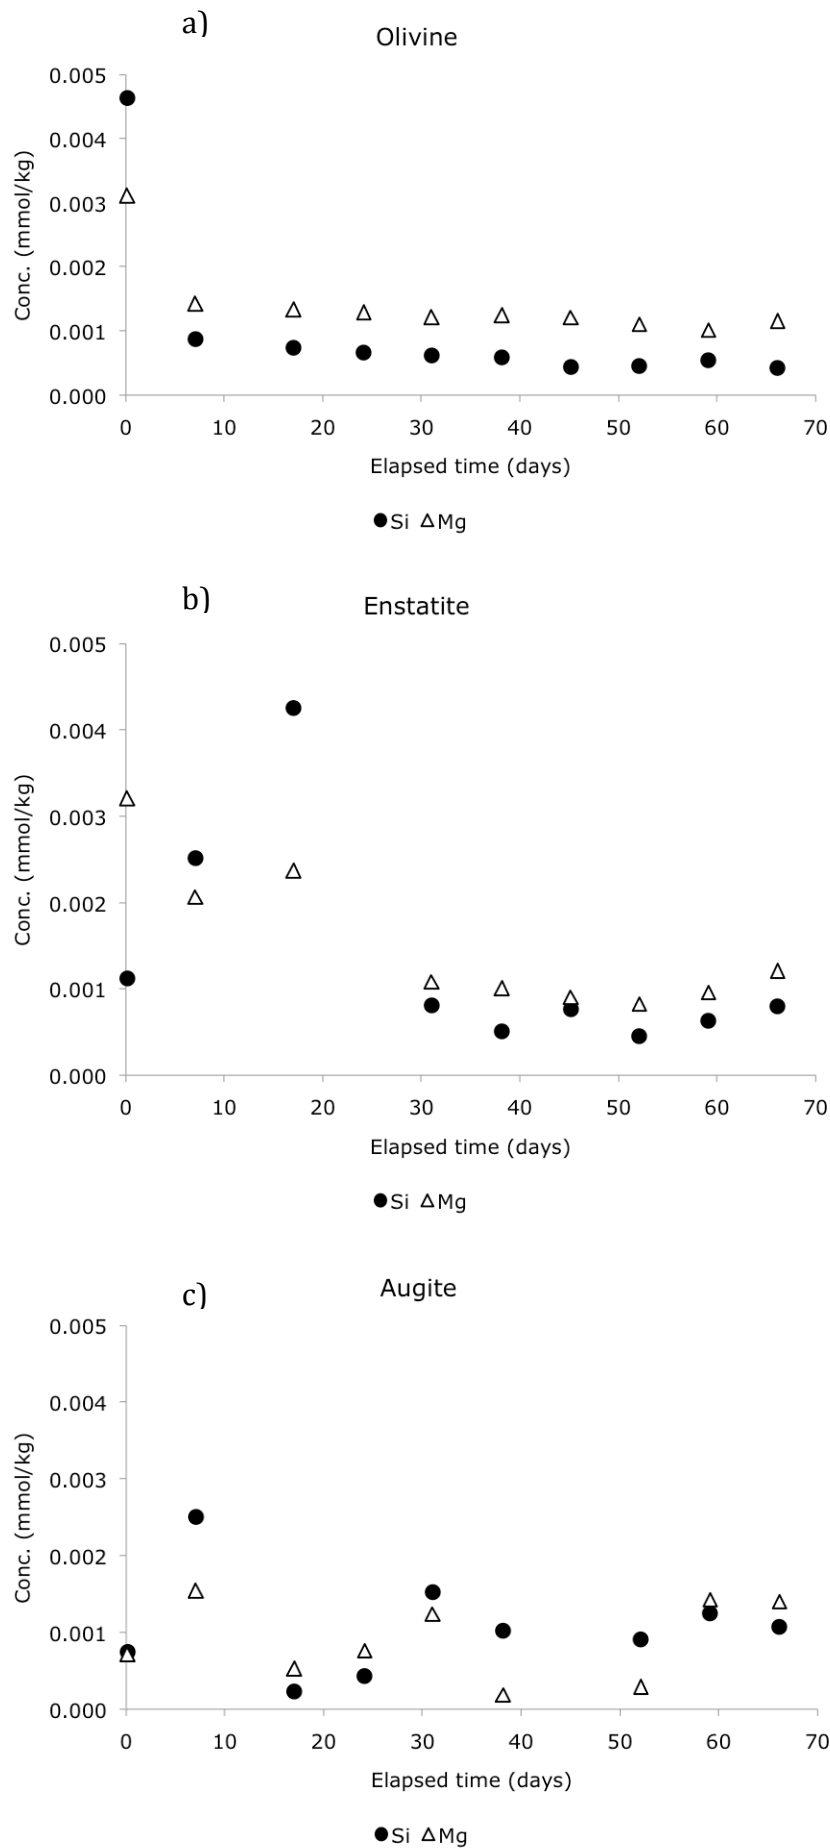 a)
Olivine
0.005
0.004
0.003
0.002
0.001
0.000
Conc. (mmol/kg)
0 10 20 30 40 50 60 70
Elapsed time (days)
Si Mg
b)
Enstatite
0.005
0.004
0.003
0.002
0.001
0.000
Conc. (mmol/kg)
0 10 20 30 40 50 60 70
Elapsed time (days)
Si Mg
c)
Augite
0.005
0.004
0.003
0.002
0.001
0.000
Conc. (mmol/kg)
0 10 20 30 40 50 60 70
Elapsed time (days)
Si Mg